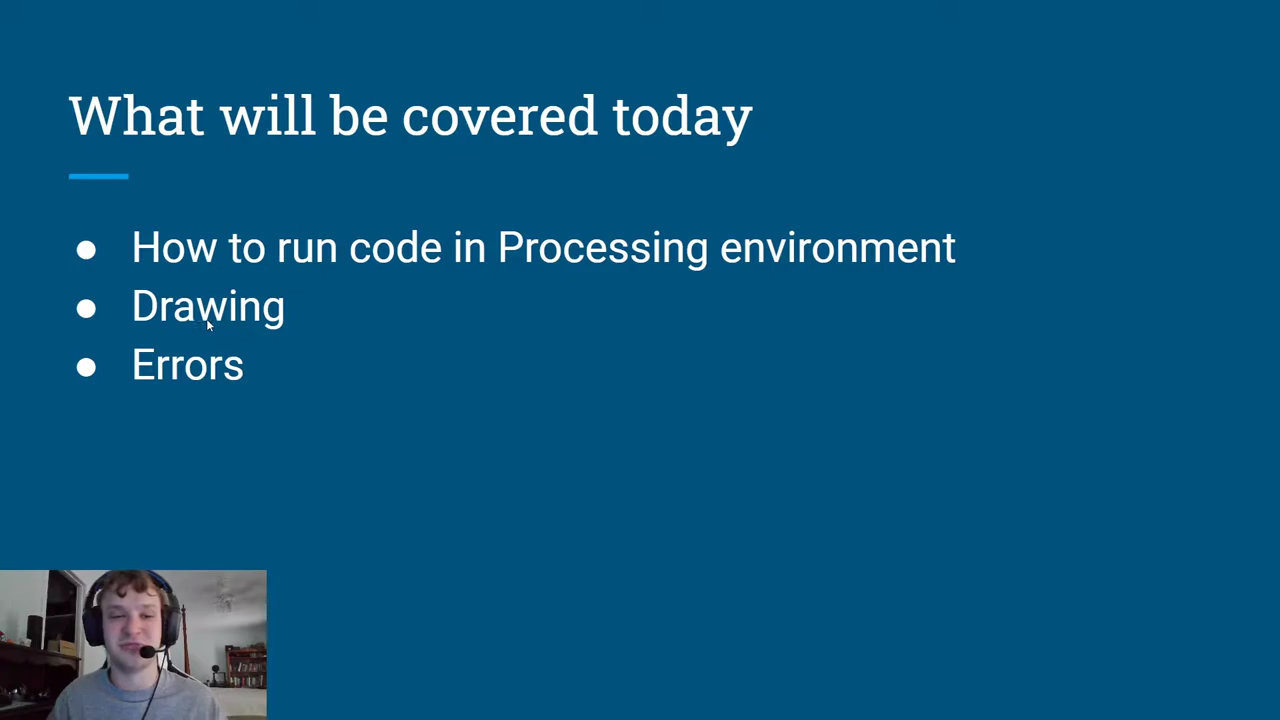 What will be covered today
How to run code in Processing environment
Drawing
Errors